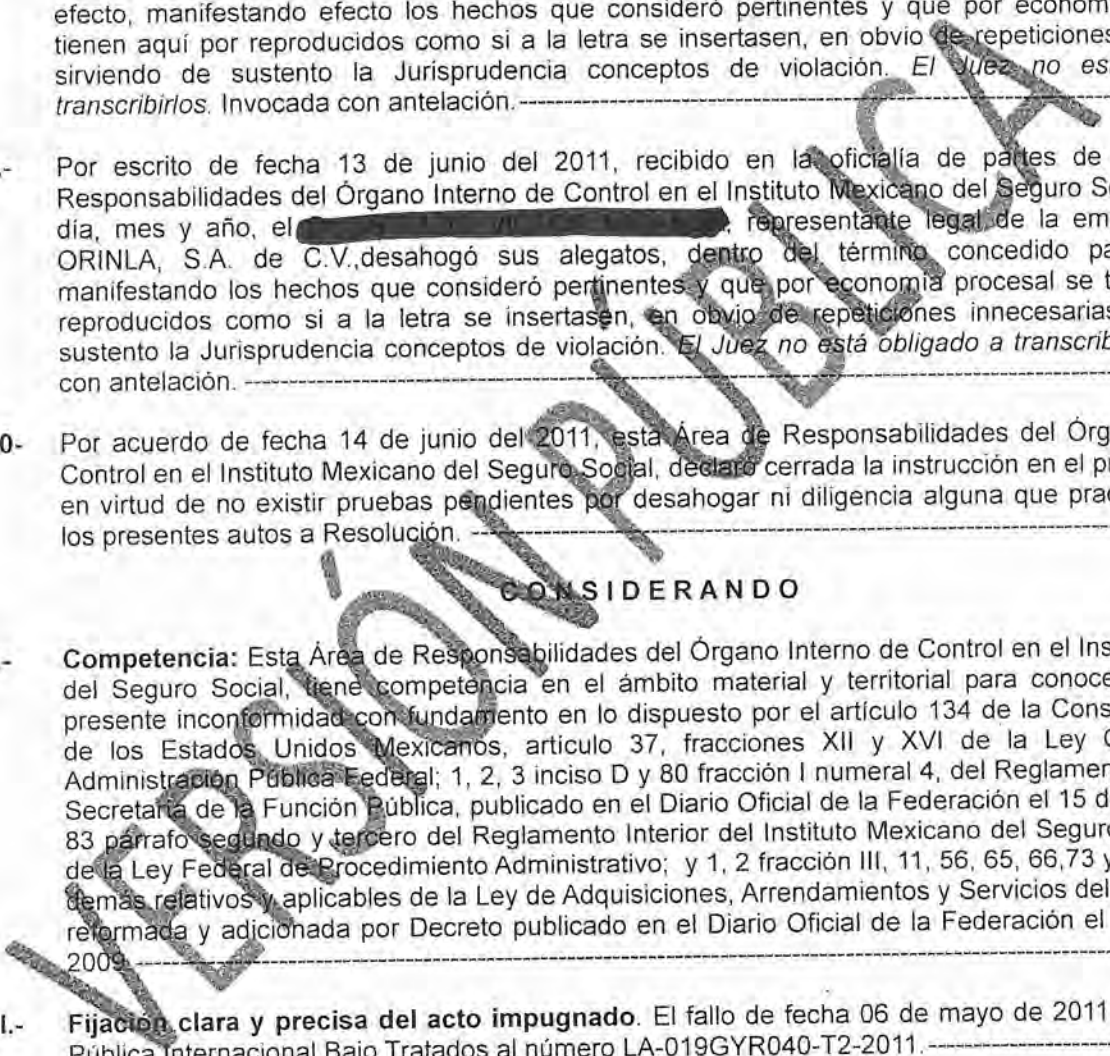 efecto, manifestando efecto los hechos que consideró pertinentes y que por econom
tienen aquí por reproducidos como si a la letra se insertasen, en obvio de repeticiones
sirviendo de sustento la Jurisprudencia conceptos de violación. El Juez no es
transcribirlos. Invocada con antelación.-----
.- Por escrito de fecha 13 de junio del 2011, recibido en la oficialía de partes de
Responsabilidades del Órgano Interno de Control en el Instituto Mexicano del Seguro S
día, mes y año, el , representante legal de la em
ORINLA, S.A. de C.V.,desahogó sus alegatos, dentro del término concedido pa
manifestando los hechos que consideró pertinentes y que por economía procesal se t
reproducidos como si a la letra se insertasen, en obvio de repeticiones innecesarias
sustento la Jurisprudencia conceptos de violación. El Juez no está obligado a transcrib
con antelación. -----
0- Por acuerdo de fecha 14 de junio del 2011, esta Área de Responsabilidades del Órg
Control en el Instituto Mexicano del Seguro Social, declaró cerrada la instrucción en el p
en virtud de no existir pruebas pendientes por desahogar ni diligencia alguna que prac
los presentes autos a Resolución. -----
C O N S I D E R A N D O
.- Competencia: Esta Área de Responsabilidades del Órgano Interno de Control en el Ins
del Seguro Social, tiene competencia en el ámbito material y territorial para conoce
presente inconformidad con fundamento en lo dispuesto por el artículo 134 de la Cons
de los Estados Unidos Mexicanos, artículo 37, fracciones XII y XVI de la Ley
Administración Pública Federal; 1, 2, 3 inciso D y 80 fracción I numeral 4, del Reglamen
Secretaría de la Función Pública, publicado en el Diario Oficial de la Federación el 15 d
83 párrafo segundo y tercero del Reglamento Interior del Instituto Mexicano del Seguro
de la Ley Federal de Procedimiento Administrativo; y 1, 2 fracción III, 11, 56, 65, 66,73 y
demás relativos y aplicables de la Ley de Adquisiciones, Arrendamientos y Servicios del
reformada y adicionada por Decreto publicado en el Diario Oficial de la Federación el
2009.-----
I.- Fijación clara y precisa del acto impugnado. El fallo de fecha 06 de mayo de 2011
Pública Internacional Bajo Tratados al número LA-019GYR040-T2-2011.-----
VERSIÓN PÚBLICA